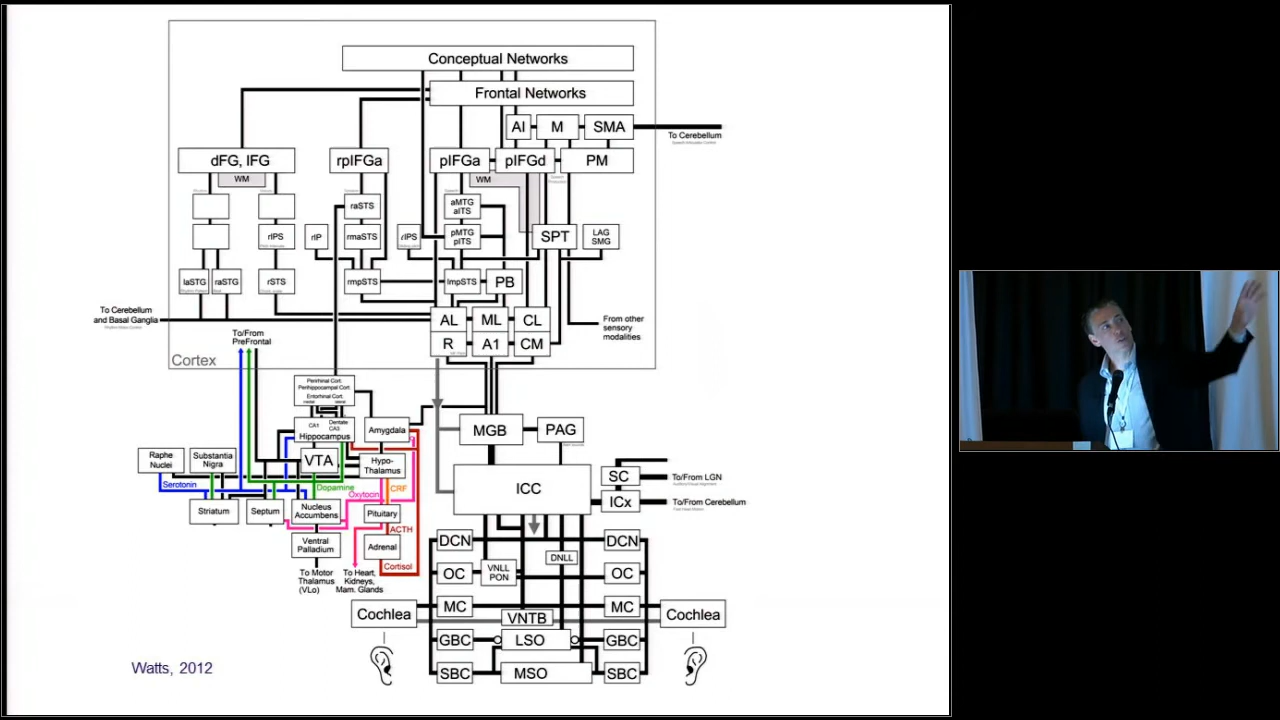 Conceptual Networks
Frontal Networks
AI
M
SMA
To Cerebellum
dFG, IFG
rpIFGa
pIFGa
pIFGd
PM
WM
WM
raSTS
aMTG
aITS
rIPS
rIP
rmaSTS
rIPS
pMTG
pITS
SPT
LAG
SMG
laSTG
raSTG
rSTS
rmpSTS
lmpSTS
PB
To Cerebellum
and Basal Ganglia
AL
ML
CL
From other
sensory
modalities
To/From
PreFrontal
R
A1
CM
Cortex
Perirhinal Cort.
Perihippocampal Cort.
Entorhinal Cort.
CA1
Dentate
CA3
Hippocampus
Amygdala
MGB
PAG
Raphe
Nuclei
Substantia
Nigra
VTA
Hypo-
Thalamus
SC
To/From LGN
Serotonin
Dopamine
Oxytocin
CRF
ICC
ICx
To/From Cerebellum
Striatum
Septum
Nucleus
Accumbens
Pituitary
ACTH
Ventral
Palladium
Adrenal
Cortisol
DCN
DCN
DNLL
To Motor
Thalamus
(VLo)
To Heart,
Kidneys,
Mam. Glands
OC
VNLL
PON
OC
Cochlea
MC
VNTB
MC
Cochlea
GBC
LSO
GBC
SBC
MSO
SBC
Watts, 2012